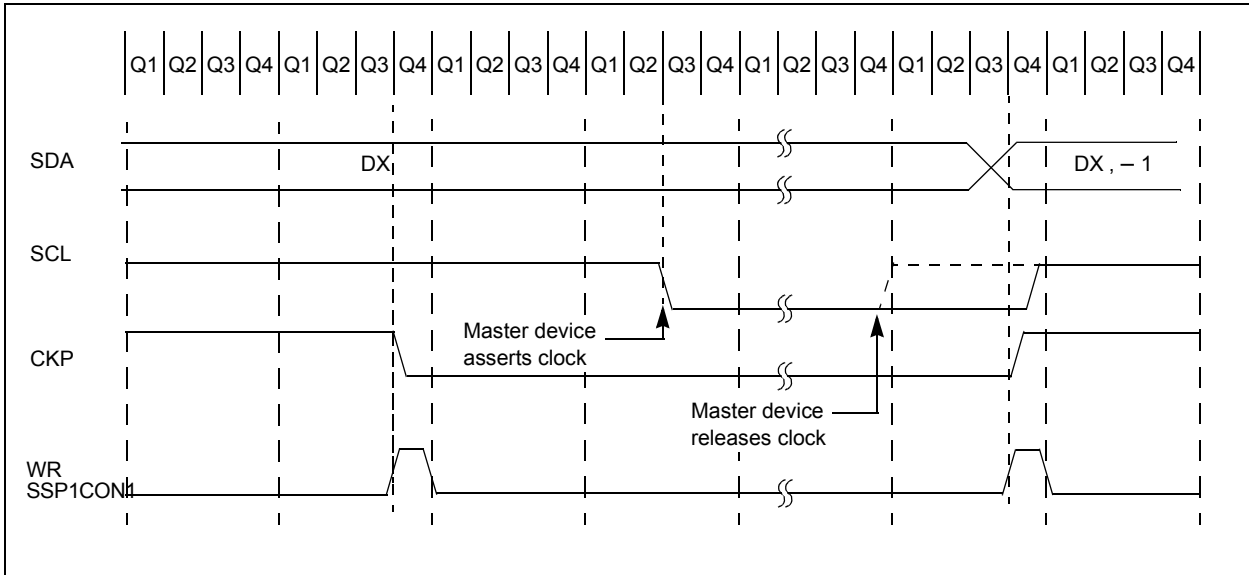 Q1 Q2 Q3 Q4 Q1 Q2 Q3 Q4 Q1 Q2 Q3 Q4 Q1 Q2 Q3 Q4 Q1 Q2 Q3 Q4 Q1 Q2 Q3 Q4 Q1 Q2 Q3 Q4
SDA
DX
DX , – 1
SCL
Master device
asserts clock
CKP
Master device
releases clock
WR
SSP1CON1